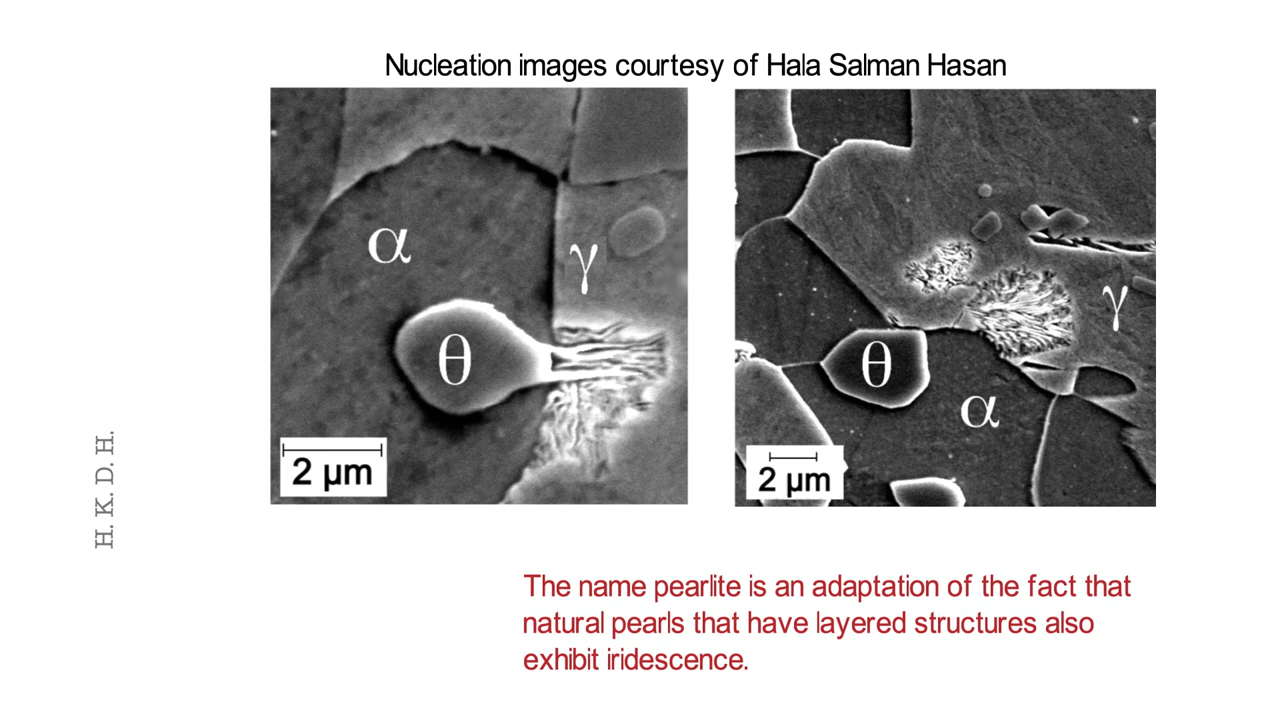 Nucleation images courtesy of Hala Salman Hasan
α
γ
θ
2 μm
γ
θ
α
2 μm
H. K. D. H.
The name pearlite is an adaptation of the fact that
natural pearls that have layered structures also
exhibit iridescence.